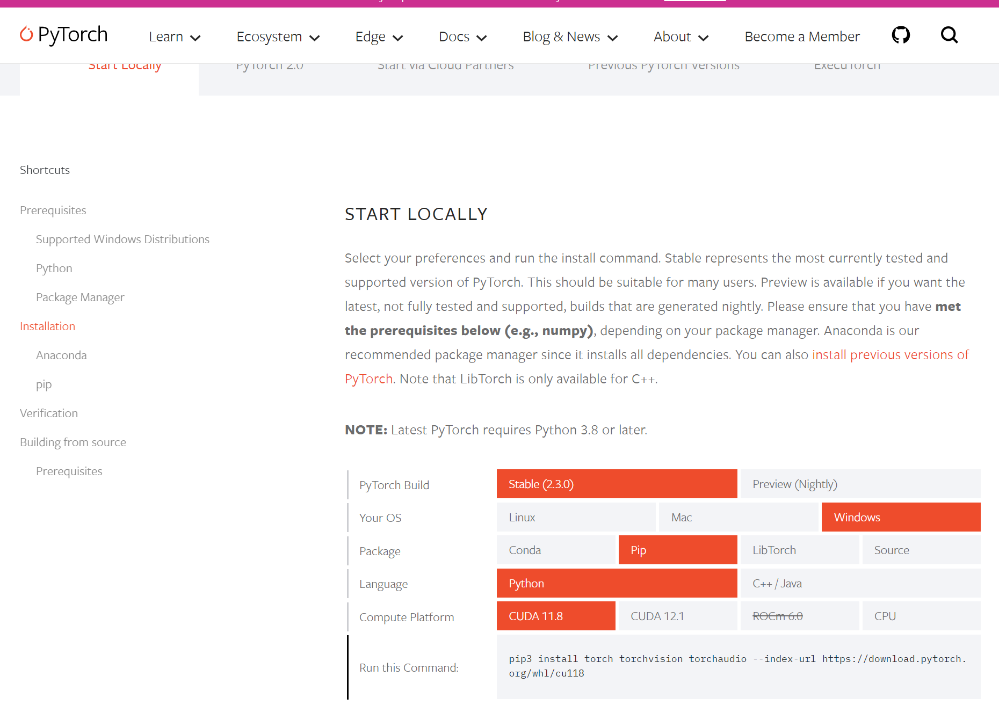 PyTorch
Learn
Ecosystem
Edge
Docs
Blog & News
About
Become a Member
Start Locally
PyTorch 2.0
Start via Cloud Partners
Previous PyTorch Versions
ExecuTorch
Shortcuts
Prerequisites
Supported Windows Distributions
Python
Package Manager
Installation
Anaconda
pip
Verification
Building from source
Prerequisites
START LOCALLY
Select your preferences and run the install command. Stable represents the most currently tested and
supported version of PyTorch. This should be suitable for many users. Preview is available if you want the
latest, not fully tested and supported, builds that are generated nightly. Please ensure that you have met
the prerequisites below (e.g., numpy), depending on your package manager. Anaconda is our
recommended package manager since it installs all dependencies. You can also install previous versions of
PyTorch. Note that LibTorch is only available for C++.
NOTE: Latest PyTorch requires Python 3.8 or later.
PyTorch Build
Stable (2.3.0)
Preview (Nightly)
Your OS
Linux
Mac
Windows
Package
Conda
Pip
LibTorch
Source
Language
Python
C++ / Java
Compute Platform
CUDA 11.8
CUDA 12.1
ROCm 6.0
CPU
Run this Command:
pip3 install torch torchvision torchaudio --index-url https://download.pytorch.
org/whl/cu118